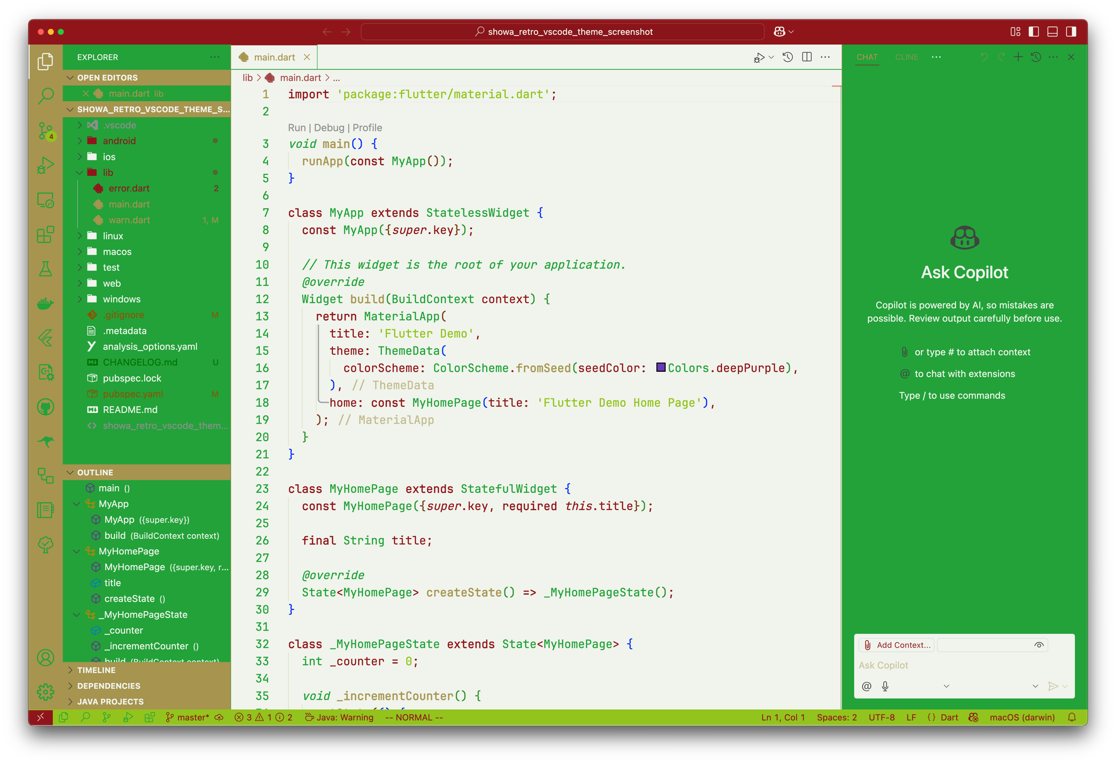 showa_retro_vscode_theme_screenshot
EXPLORER
OPEN EDITORS
main.dart lib
SHOWA_RETRO_VSCODE_THEME_S...
.vscode
android
ios
lib
error.dart 2
main.dart
warn.dart 1, M
linux
macos
test
web
windows
.gitignore M
.metadata
analysis_options.yaml
CHANGELOG.md U
pubspec.lock
pubspec.yaml M
README.md
showa_retro_vscode_them...
OUTLINE
main ()
MyApp
MyApp ({super.key})
build (BuildContext context)
MyHomePage
MyHomePage ({super.key, r...
title
createState ()
_MyHomePageState
_counter
_incrementCounter ()
build (BuildContext context)
TIMELINE
DEPENDENCIES
JAVA PROJECTS
4
main.dart
lib > main.dart > ...
1 import 'package:flutter/material.dart';
2
Run | Debug | Profile
3 void main() {
4 runApp(const MyApp());
5 }
6
7 class MyApp extends StatelessWidget {
8 const MyApp({super.key});
9
10 // This widget is the root of your application.
11 @override
12 Widget build(BuildContext context) {
13 return MaterialApp(
14 title: 'Flutter Demo',
15 theme: ThemeData(
16 colorScheme: ColorScheme.fromSeed(seedColor: Colors.deepPurple),
17 ), // ThemeData
18 home: const MyHomePage(title: 'Flutter Demo Home Page'),
19 ); // MaterialApp
20 }
21 }
22
23 class MyHomePage extends StatefulWidget {
24 const MyHomePage({super.key, required this.title});
25
26 final String title;
27
28 @override
29 State<MyHomePage> createState() => _MyHomePageState();
30 }
31
32 class _MyHomePageState extends State<MyHomePage> {
33 int _counter = 0;
34
35 void _incrementCounter() {
CHAT CLINE ...
Ask Copilot
Copilot is powered by AI, so mistakes are
possible. Review output carefully before use.
or type # to attach context
@ to chat with extensions
Type / to use commands
Add Context...
Ask Copilot
@
master* 3 1 2 Java: Warning -- NORMAL -- Ln 1, Col 1 Spaces: 2 UTF-8 LF {} Dart macOS (darwin)